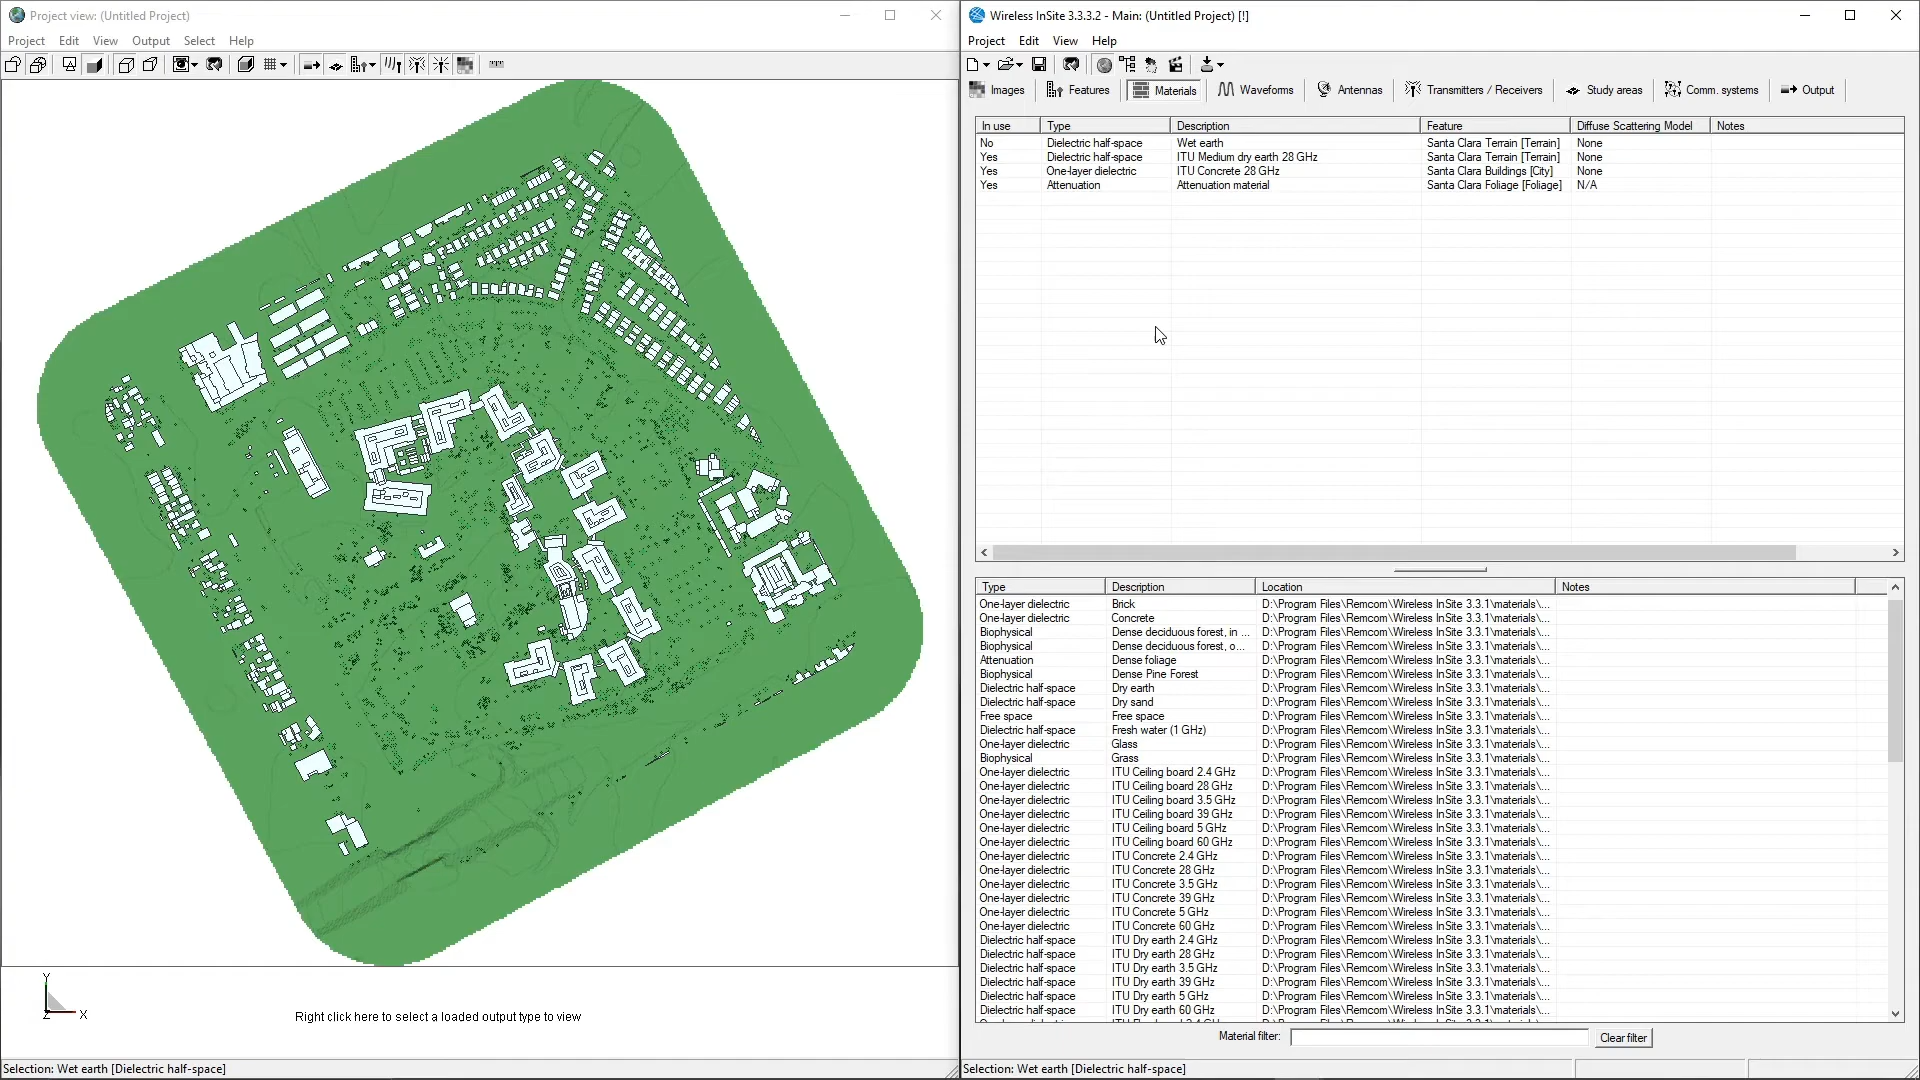 Project view: (Untitled Project)
Project Edit View Output Select Help
Y
Z
X
Right click here to select a loaded output type to view
Selection: Wet earth [Dielectric half-space]
Wireless InSite 3.3.3.2 - Main: (Untitled Project) [!]
Project Edit View Help
Images Features Materials Waveforms Antennas Transmitters / Receivers Study areas Comm. systems Output
In use Type Description Feature Diffuse Scattering Model Notes
No Dielectric half-space Wet earth Santa Clara Terrain [Terrain] None
Yes Dielectric half-space ITU Medium dry earth 28 GHz Santa Clara Terrain [Terrain] None
Yes One-layer dielectric ITU Concrete 28 GHz Santa Clara Buildings [City] None
Yes Attenuation Attenuation material Santa Clara Foliage [Foliage] N/A
Type Description Location Notes
One-layer dielectric Brick D:\Program Files\Remcom\Wireless InSite 3.3.1\materials\...
One-layer dielectric Concrete D:\Program Files\Remcom\Wireless InSite 3.3.1\materials\...
Biophysical Dense deciduous forest, in ... D:\Program Files\Remcom\Wireless InSite 3.3.1\materials\...
Biophysical Dense deciduous forest, o... D:\Program Files\Remcom\Wireless InSite 3.3.1\materials\...
Attenuation Dense foliage D:\Program Files\Remcom\Wireless InSite 3.3.1\materials\...
Biophysical Dense Pine Forest D:\Program Files\Remcom\Wireless InSite 3.3.1\materials\...
Dielectric half-space Dry earth D:\Program Files\Remcom\Wireless InSite 3.3.1\materials\...
Dielectric half-space Dry sand D:\Program Files\Remcom\Wireless InSite 3.3.1\materials\...
Free space Free space D:\Program Files\Remcom\Wireless InSite 3.3.1\materials\...
Dielectric half-space Fresh water (1 GHz) D:\Program Files\Remcom\Wireless InSite 3.3.1\materials\...
One-layer dielectric Glass D:\Program Files\Remcom\Wireless InSite 3.3.1\materials\...
Biophysical Grass D:\Program Files\Remcom\Wireless InSite 3.3.1\materials\...
One-layer dielectric ITU Ceiling board 2.4 GHz D:\Program Files\Remcom\Wireless InSite 3.3.1\materials\...
One-layer dielectric ITU Ceiling board 28 GHz D:\Program Files\Remcom\Wireless InSite 3.3.1\materials\...
One-layer dielectric ITU Ceiling board 3.5 GHz D:\Program Files\Remcom\Wireless InSite 3.3.1\materials\...
One-layer dielectric ITU Ceiling board 39 GHz D:\Program Files\Remcom\Wireless InSite 3.3.1\materials\...
One-layer dielectric ITU Ceiling board 5 GHz D:\Program Files\Remcom\Wireless InSite 3.3.1\materials\...
One-layer dielectric ITU Ceiling board 60 GHz D:\Program Files\Remcom\Wireless InSite 3.3.1\materials\...
One-layer dielectric ITU Concrete 2.4 GHz D:\Program Files\Remcom\Wireless InSite 3.3.1\materials\...
One-layer dielectric ITU Concrete 28 GHz D:\Program Files\Remcom\Wireless InSite 3.3.1\materials\...
One-layer dielectric ITU Concrete 3.5 GHz D:\Program Files\Remcom\Wireless InSite 3.3.1\materials\...
One-layer dielectric ITU Concrete 39 GHz D:\Program Files\Remcom\Wireless InSite 3.3.1\materials\...
One-layer dielectric ITU Concrete 5 GHz D:\Program Files\Remcom\Wireless InSite 3.3.1\materials\...
One-layer dielectric ITU Concrete 60 GHz D:\Program Files\Remcom\Wireless InSite 3.3.1\materials\...
Dielectric half-space ITU Dry earth 2.4 GHz D:\Program Files\Remcom\Wireless InSite 3.3.1\materials\...
Dielectric half-space ITU Dry earth 28 GHz D:\Program Files\Remcom\Wireless InSite 3.3.1\materials\...
Dielectric half-space ITU Dry earth 3.5 GHz D:\Program Files\Remcom\Wireless InSite 3.3.1\materials\...
Dielectric half-space ITU Dry earth 39 GHz D:\Program Files\Remcom\Wireless InSite 3.3.1\materials\...
Dielectric half-space ITU Dry earth 5 GHz D:\Program Files\Remcom\Wireless InSite 3.3.1\materials\...
Dielectric half-space ITU Dry earth 60 GHz D:\Program Files\Remcom\Wireless InSite 3.3.1\materials\...
Material filter: Clear filter
Selection: Wet earth [Dielectric half-space]